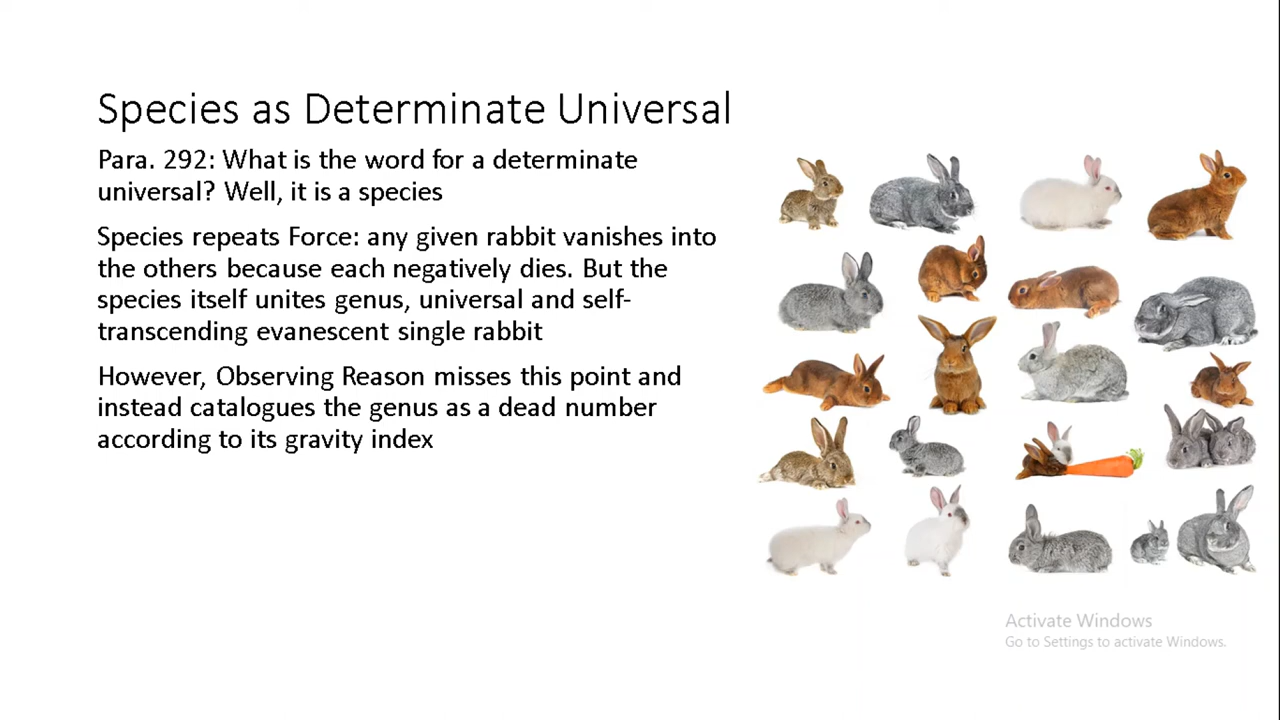 Species as Determinate Universal
Para. 292: What is the word for a determinate
universal? Well, it is a species
Species repeats Force: any given rabbit vanishes into
the others because each negatively dies. But the
species itself unites genus, universal and self-
transcending evanescent single rabbit
However, Observing Reason misses this point and
instead catalogues the genus as a dead number
according to its gravity index
Activate Windows
Go to Settings to activate Windows.